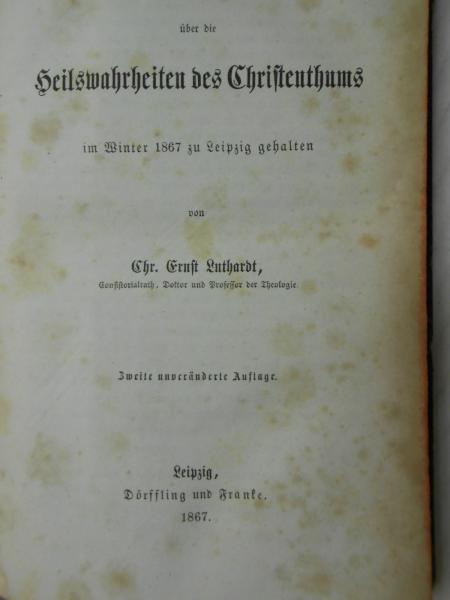 über die
Heilswahrheiten des Christenthums
im Winter 1867 zu Leipzig gehalten
von
Chr. Ernst Luthardt,
Consistorialrath, Doktor und Professor der Theologie.
Zweite unveränderte Auflage.
Leipzig,
Dörffling und Franke.
1867.